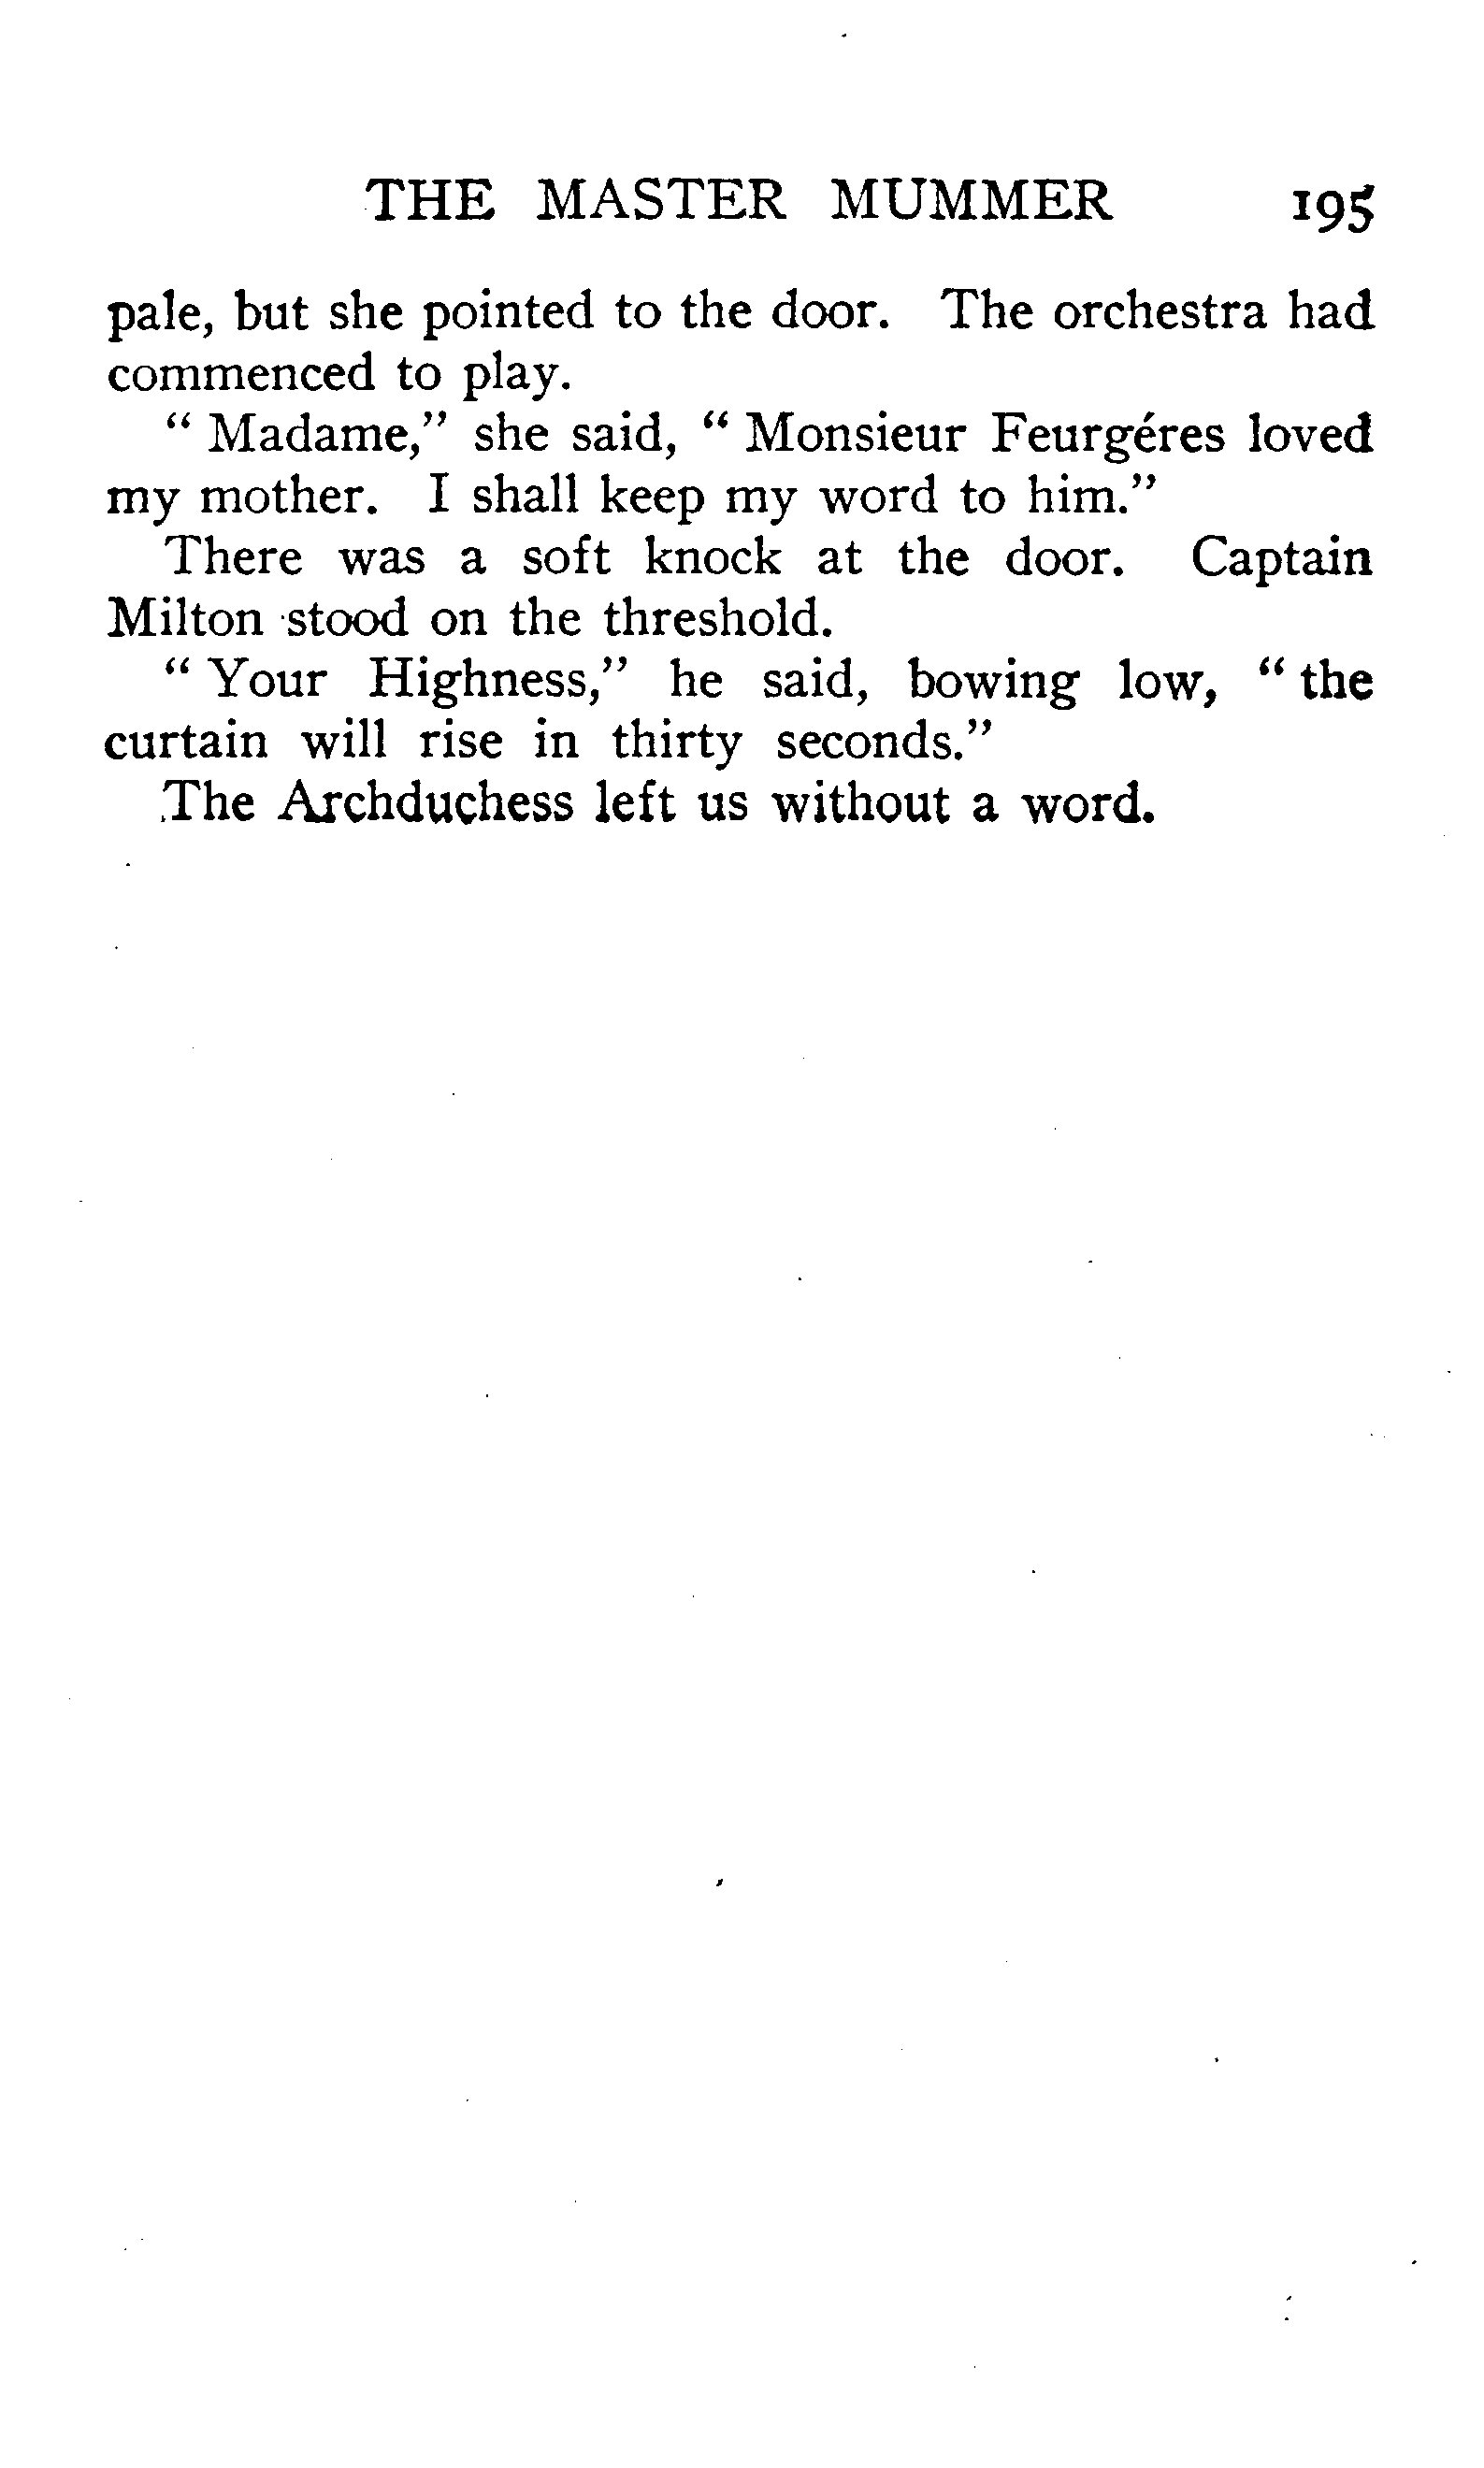 THE MASTER MUMMER 195
pale, but she pointed to the door. The orchestra had
commenced to play.
" Madame," she said, " Monsieur Feurgéres loved
my mother. I shall keep my word to him."
There was a soft knock at the door. Captain
Milton stood on the threshold.
" Your Highness," he said, bowing low, " the
curtain will rise in thirty seconds."
The Archduchess left us without a word.